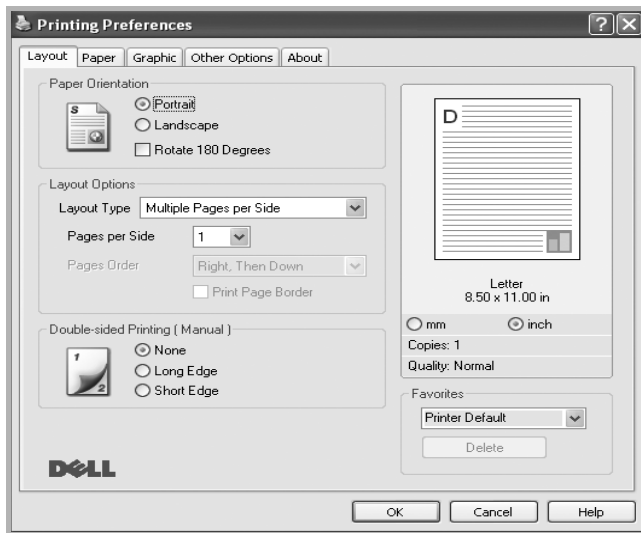 Printing Preferences
Layout Paper Graphic Other Options About
Paper Orientation
S
Portrait
Landscape
Rotate 180 Degrees
Layout Options
Layout Type Multiple Pages per Side
Pages per Side 1
Pages Order Right, Then Down
Print Page Border
Double-sided Printing ( Manual )
1
2
None
Long Edge
Short Edge
DELL
D
Letter
8.50 x 11.00 in
mm inch
Copies: 1
Quality: Normal
Favorites
Printer Default
Delete
OK Cancel Help